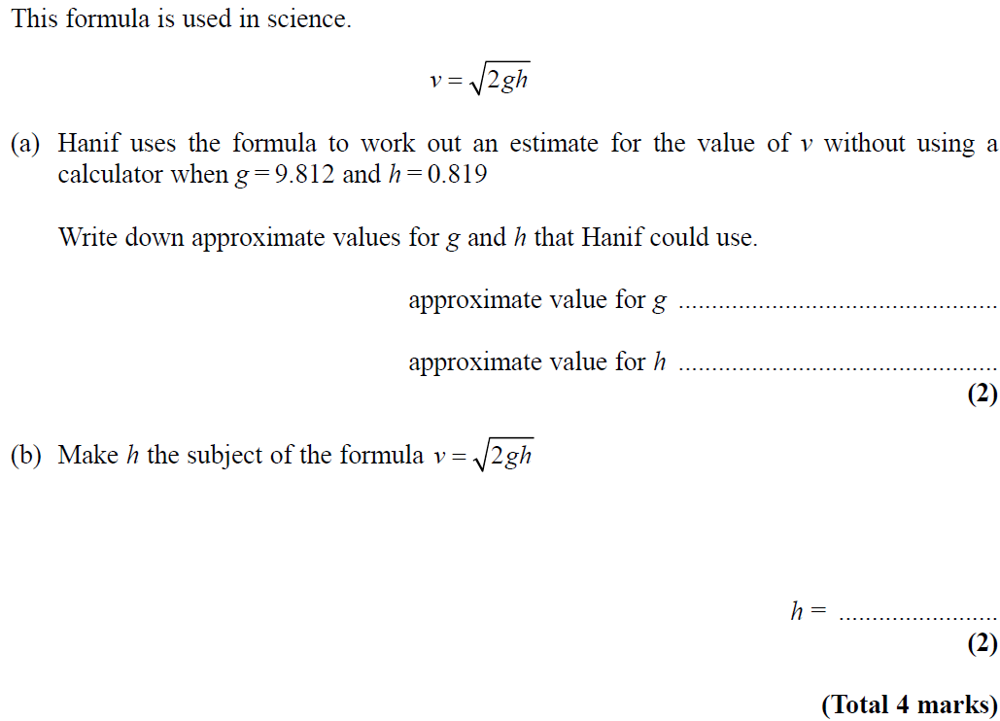 This formula is used in science.
v = √2gh
(a) Hanif uses the formula to work out an estimate for the value of v without using a
calculator when g = 9.812 and h = 0.819
Write down approximate values for g and h that Hanif could use.
approximate value for g ................................................
approximate value for h ................................................
(2)
(b) Make h the subject of the formula v = √2gh
h = ........................
(2)
(Total 4 marks)